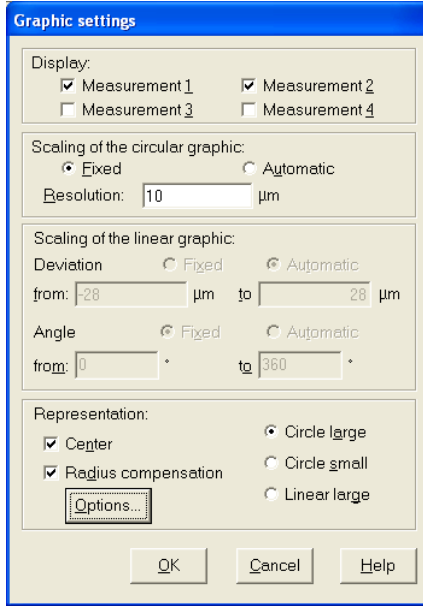 Graphic settings
Display:
Measurement 1 Measurement 2
Measurement 3 Measurement 4
Scaling of the circular graphic:
Fixed Automatic
Resolution: 10 µm
Scaling of the linear graphic:
Deviation Fixed Automatic
from: -28 µm to 28 µm
Angle Fixed Automatic
from: 0 ° to 360 °
Representation:
Circle large
Center
Circle small
Radius compensation
Linear large
Options...
OK Cancel Help